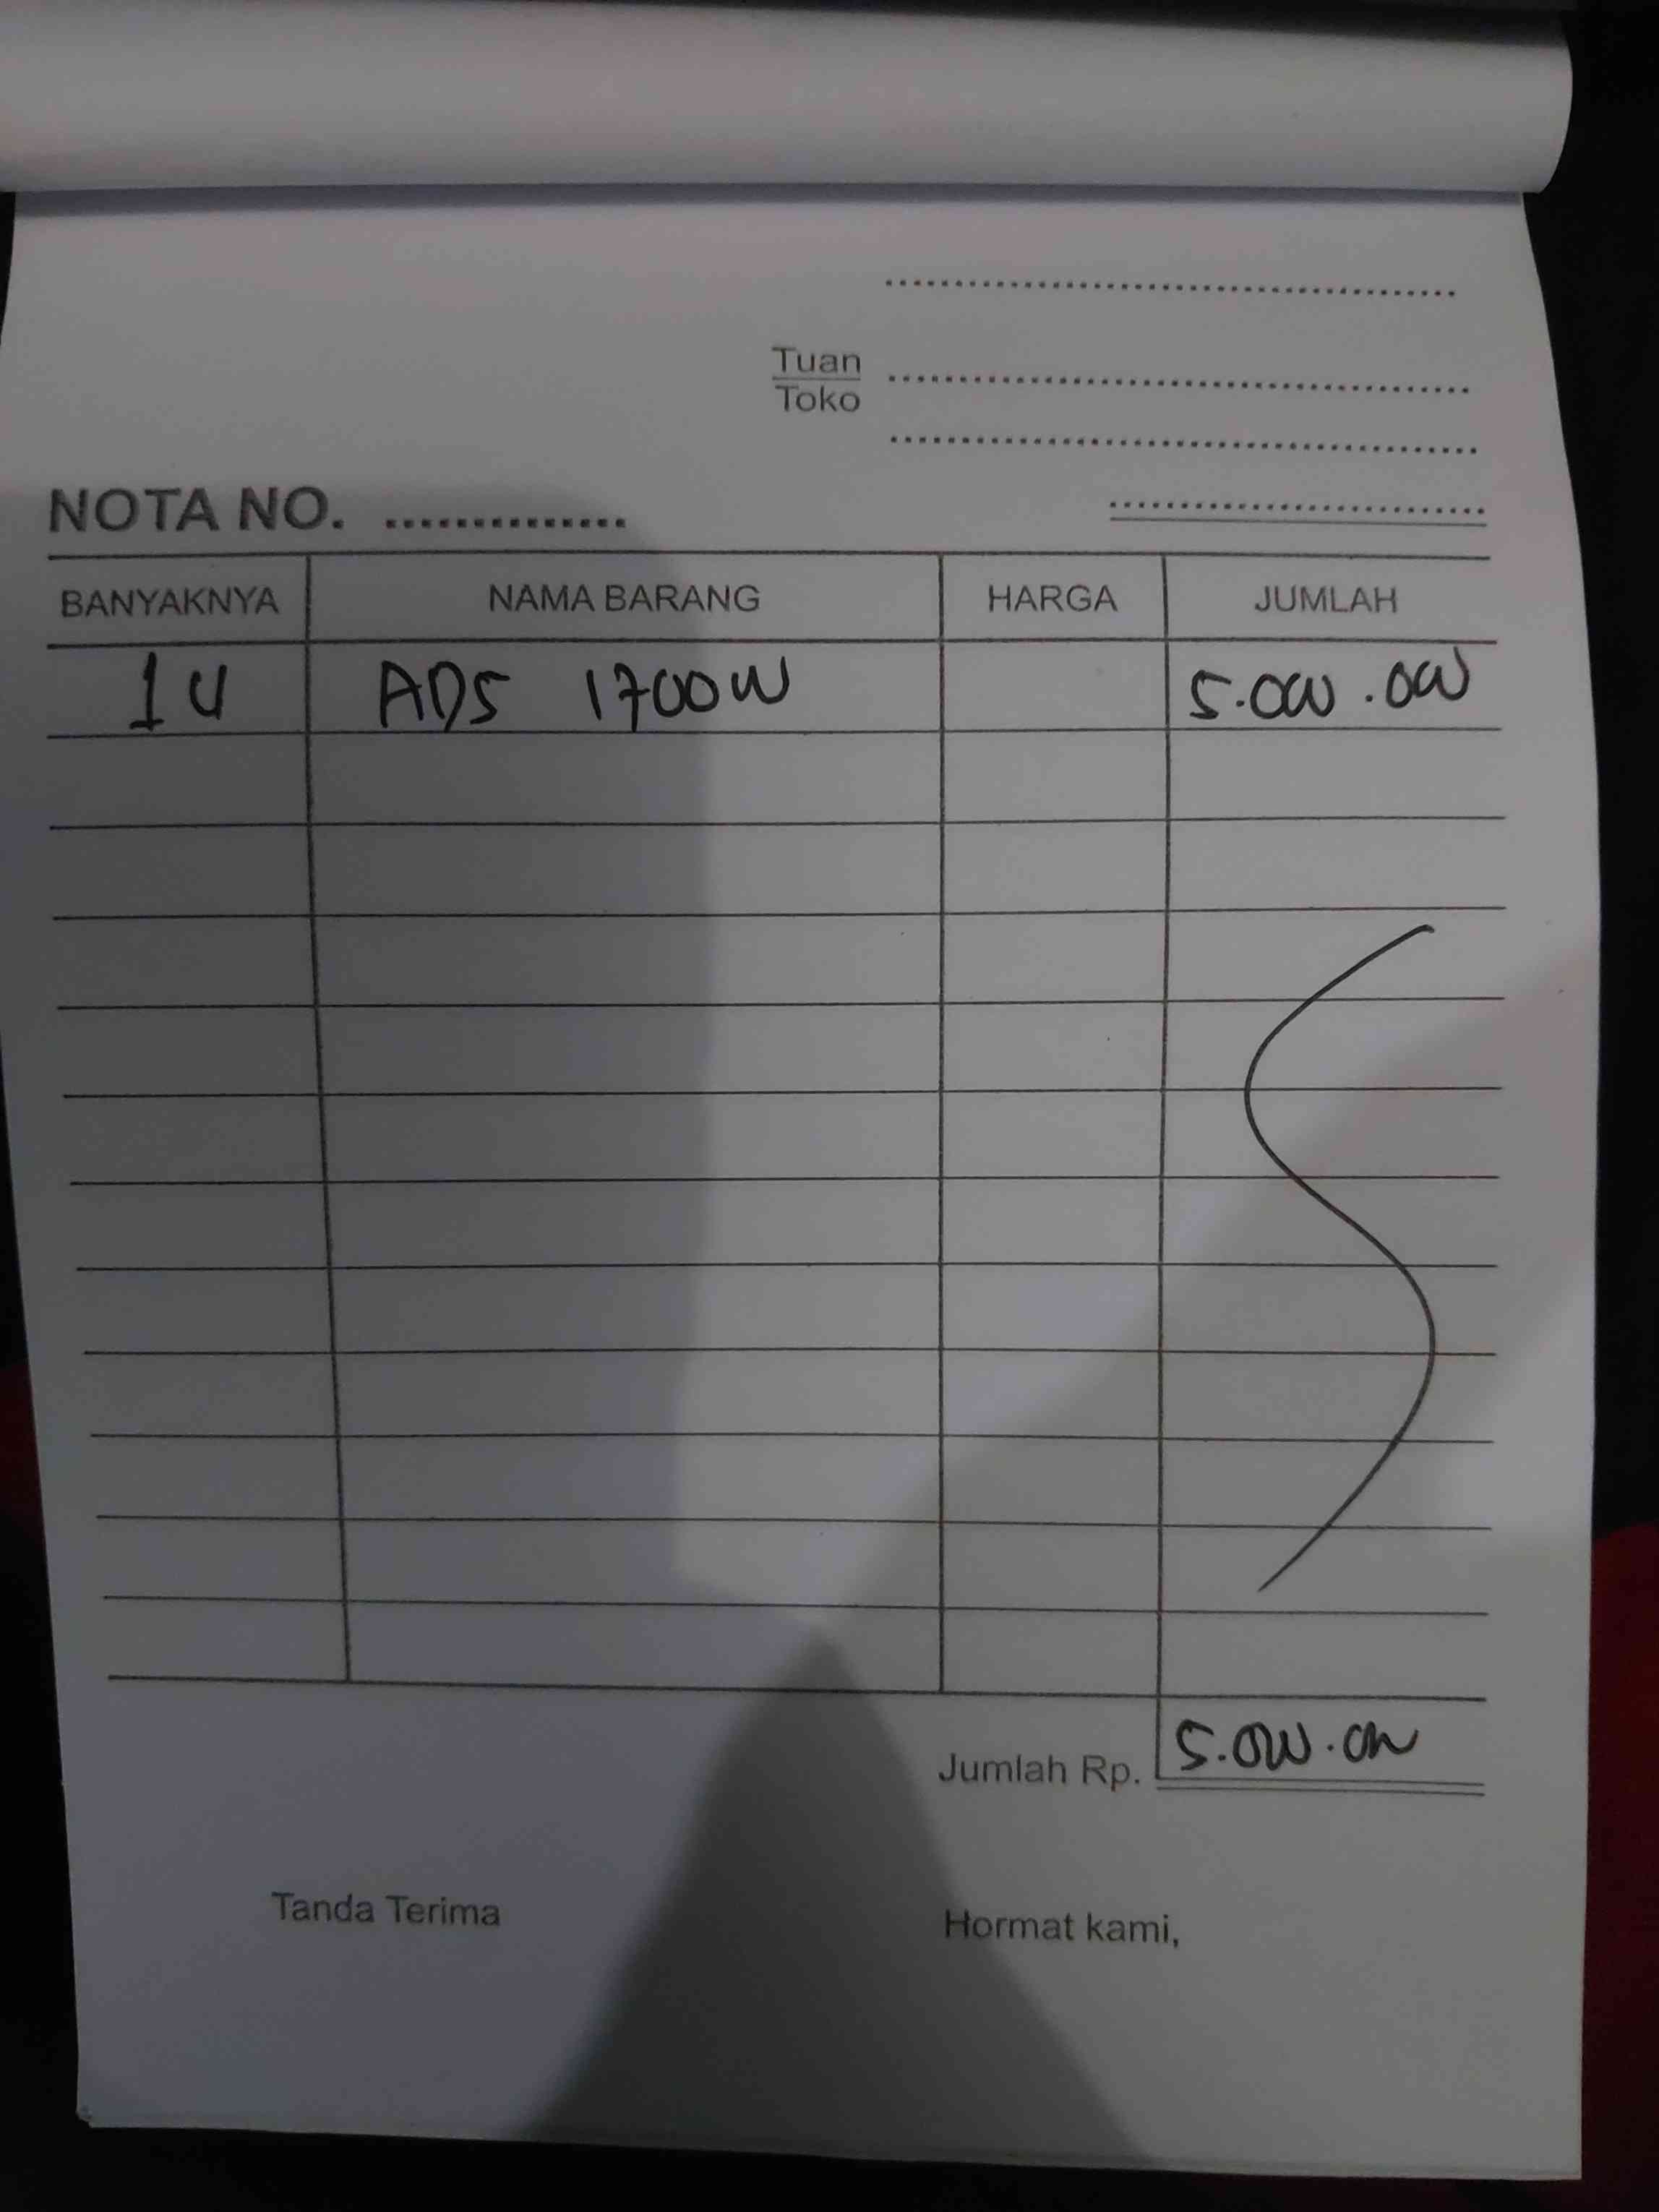 Tuan
Toko
NOTA NO. ..............
BANYAKNYA NAMA BARANG HARGA JUMLAH
1 U ADS 1700W 5.000.000
Jumlah Rp. 5.000.000
Tanda Terima Hormat kami,